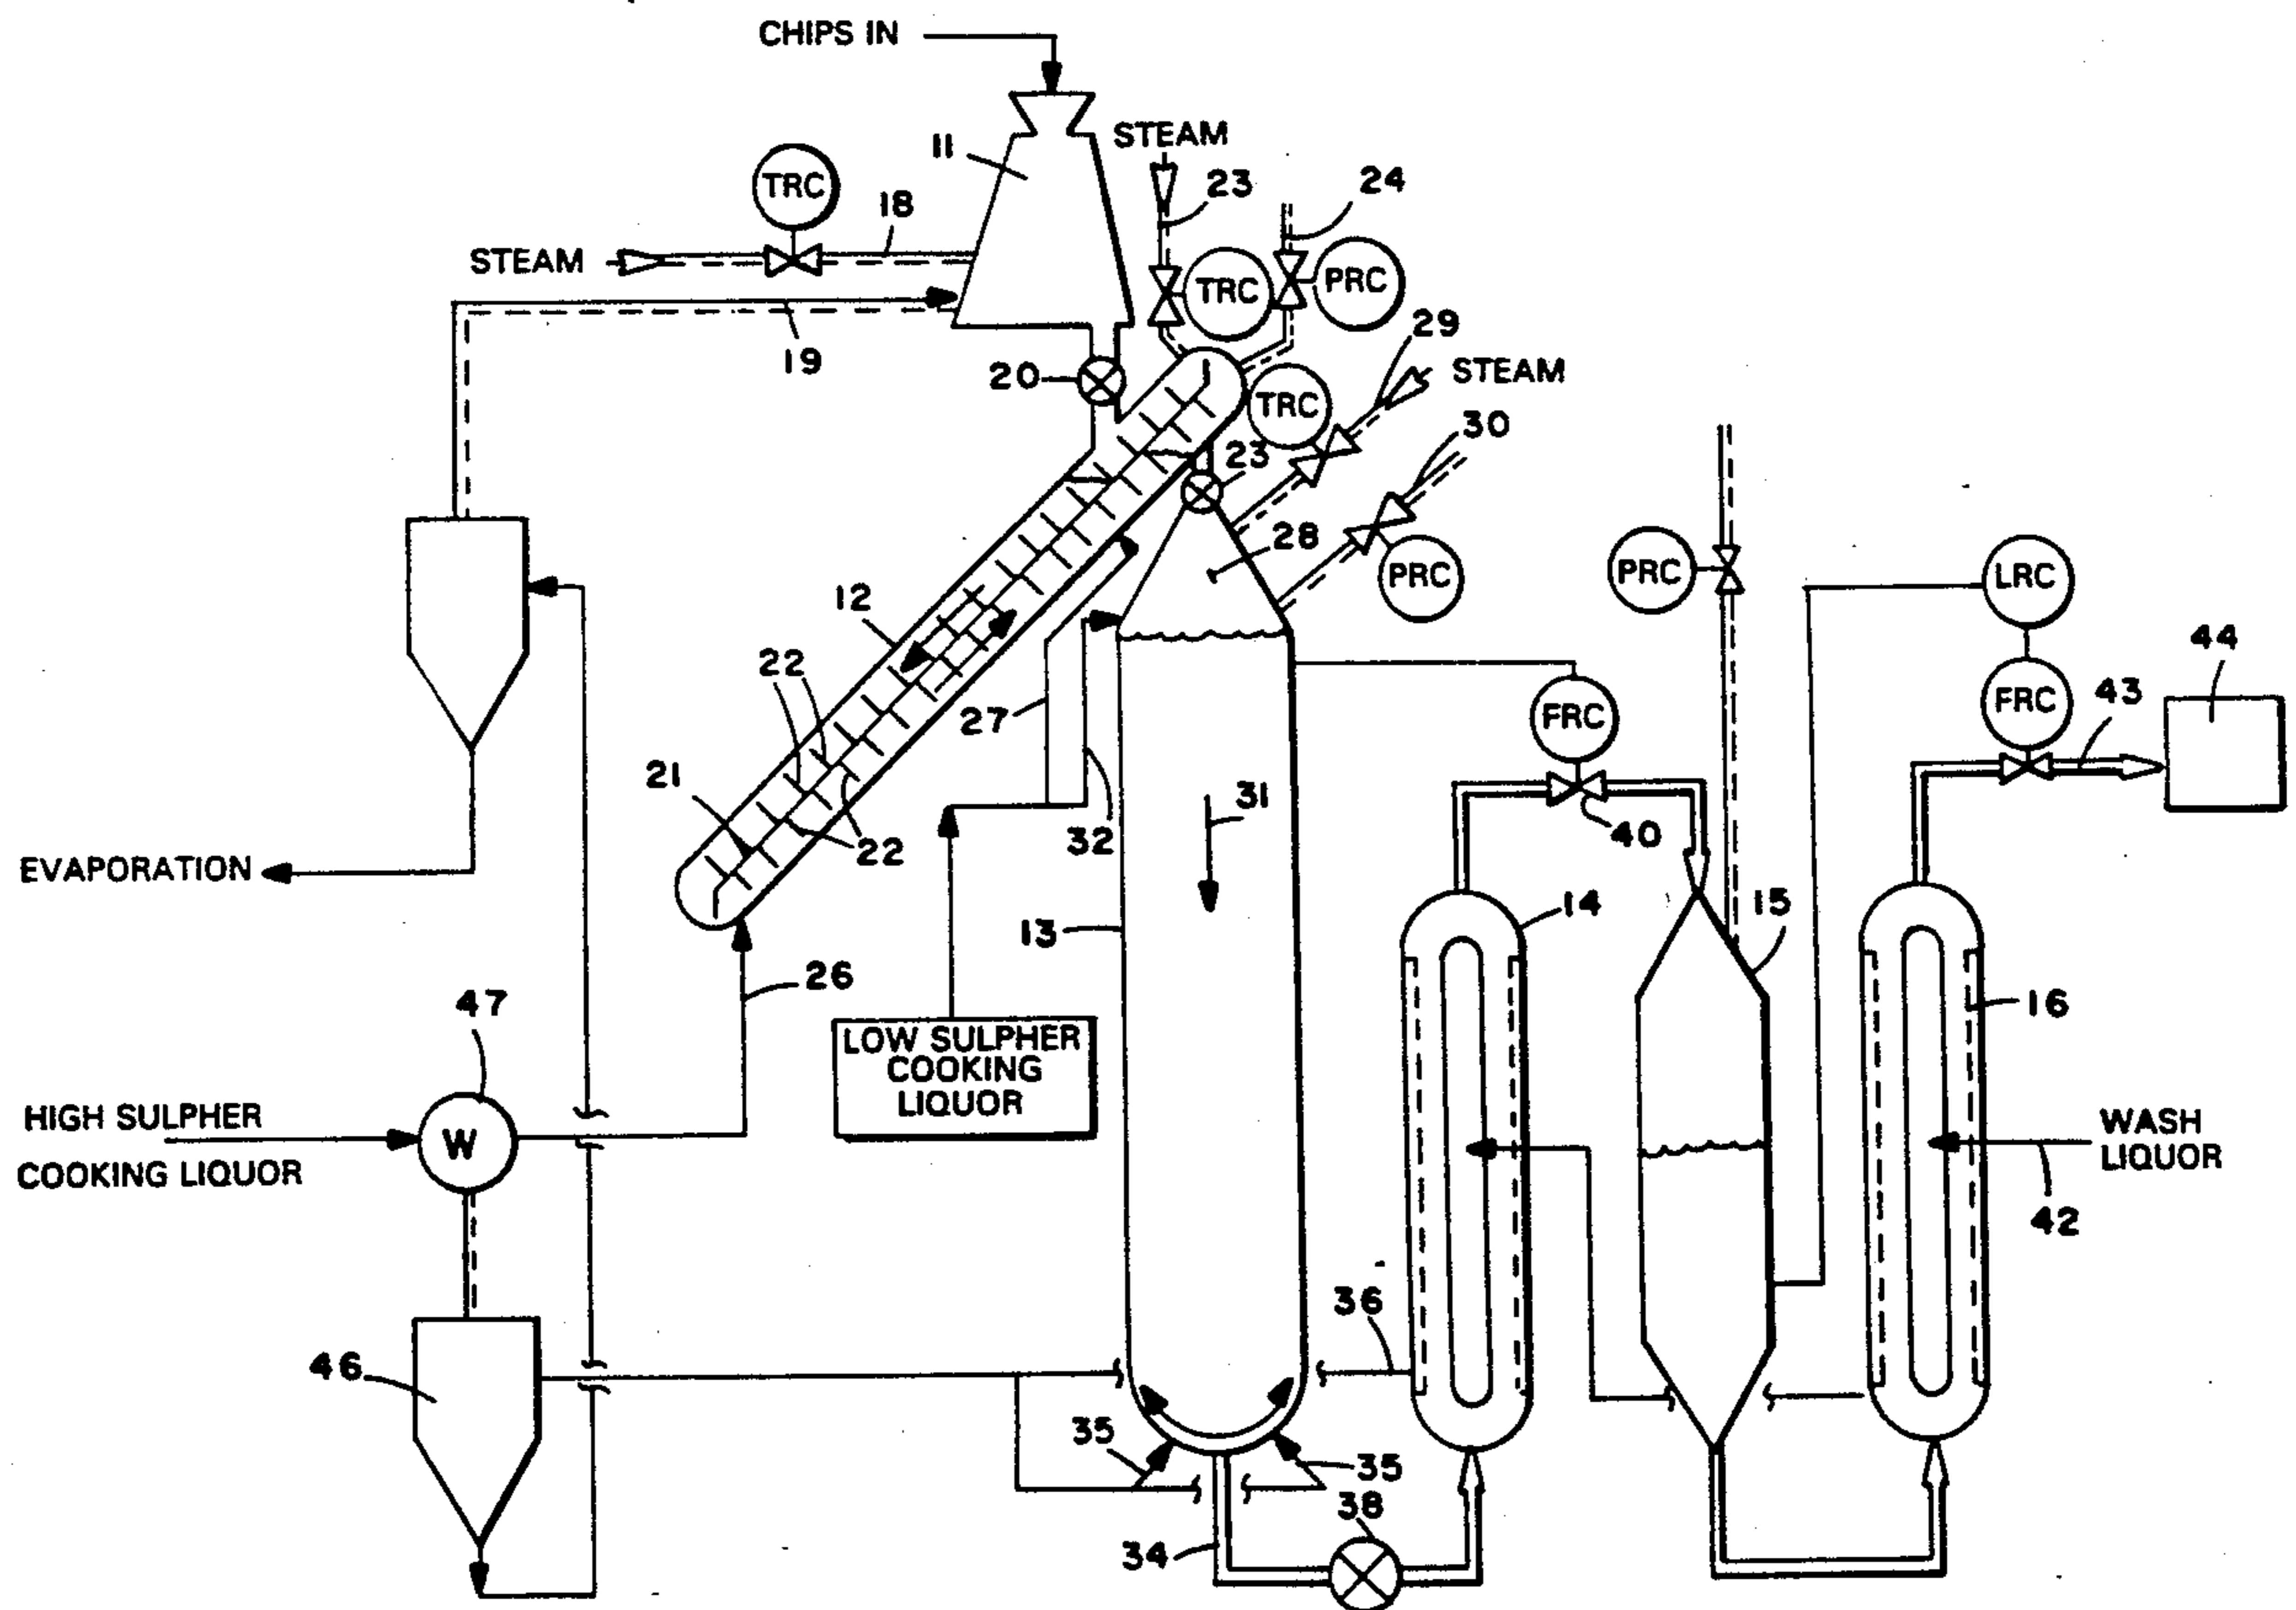 CHIPS IN
STEAM
11
23
24
TRC
18
STEAM
TRC
PRC
29
19
STEAM
20
TRC
30
23
28
PRC
PRC
LRC
12
44
22
27
FRC
FRC
43
21
31
22
32
40
EVAPORATION
14
15
13
26
16
47
LOW SULPHER
COOKING
LIQUOR
HIGH SULPHER
COOKING LIQUOR
W
WASH
LIQUOR
42
36
46
35
35
38
34